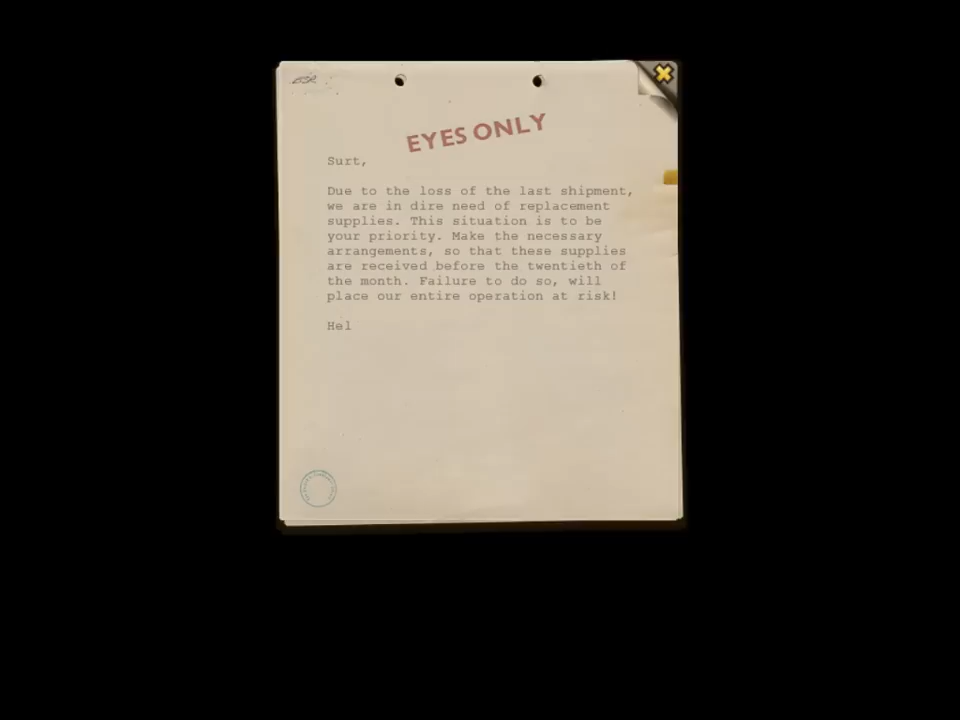 EYES ONLY
Surt,
Due to the loss of the last shipment,
we are in dire need of replacement
supplies. This situation is to be
your priority. Make the necessary
arrangements, so that these supplies
are received before the twentieth of
the month. Failure to do so, will
place our entire operation at risk!
Hel